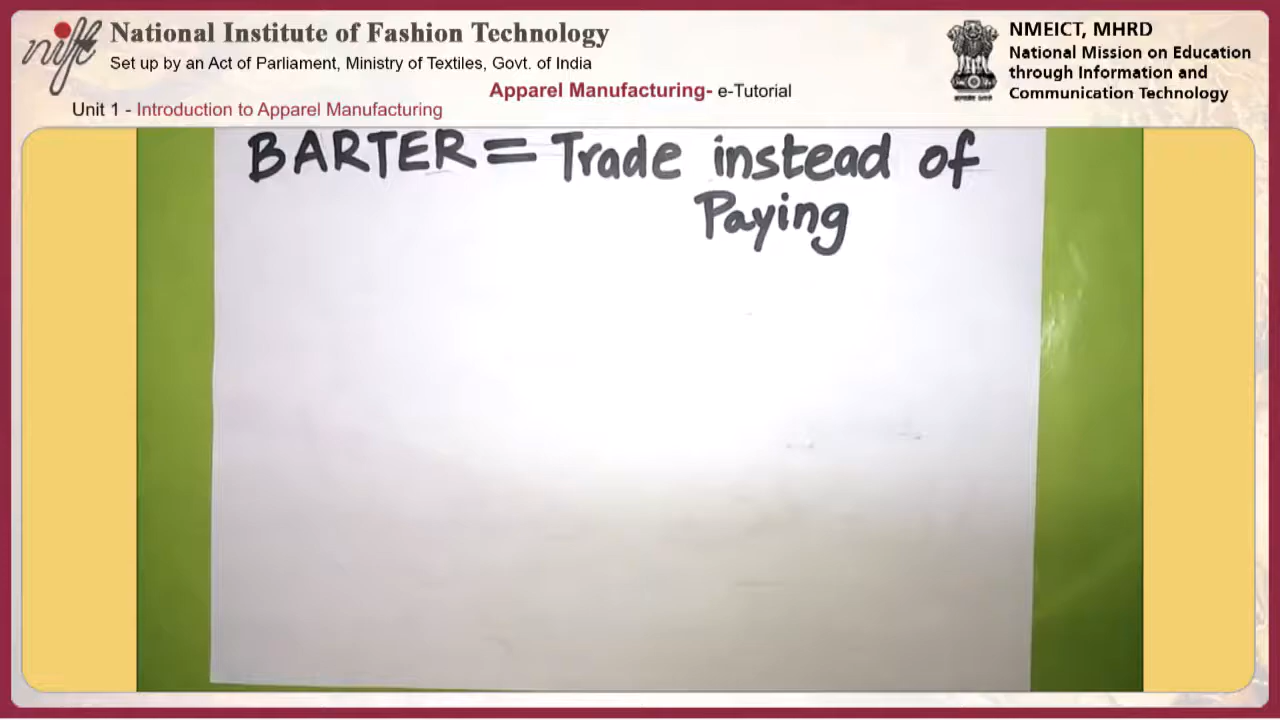 nift
National Institute of Fashion Technology
Set up by an Act of Parliament, Ministry of Textiles, Govt. of India
Apparel Manufacturing- e-Tutorial
Unit 1 - Introduction to Apparel Manufacturing
NMEICT, MHRD
National Mission on Education
through Information and
Communication Technology
BARTER = Trade instead of
Paying